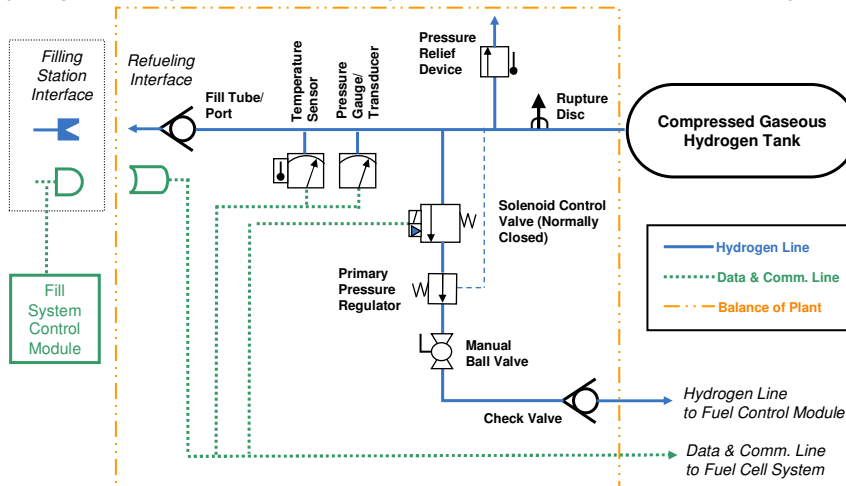 Filling
Station
Interface
Refueling
Interface
Fill Tube/
Port
Temperature
Sensor
Pressure
Gauge/
Transducer
Pressure
Relief
Device
Rupture
Disc
Compressed Gaseous
Hydrogen Tank
Solenoid Control
Valve (Normally
Closed)
Hydrogen Line
Data & Comm. Line
Balance of Plant
Fill
System
Control
Module
Primary
Pressure
Regulator
Manual
Ball Valve
Check Valve
Hydrogen Line
to Fuel Control Module
Data & Comm. Line
to Fuel Cell System